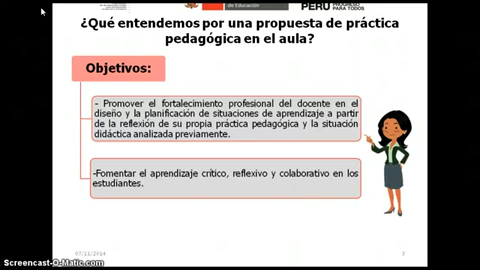 de Educación
PERÚ PROGRESO
PARA TODOS
¿Qué entendemos por una propuesta de práctica
pedagógica en el aula?
Objetivos:
- Promover el fortalecimiento profesional del docente en el
diseño y la planificación de situaciones de aprendizaje a partir
de la reflexión de su propia práctica pedagógica y la situación
didáctica analizada previamente.
-Fomentar el aprendizaje crítico, reflexivo y colaborativo en los
estudiantes.
07/11/2014
3
Screencast-O-Matic.com